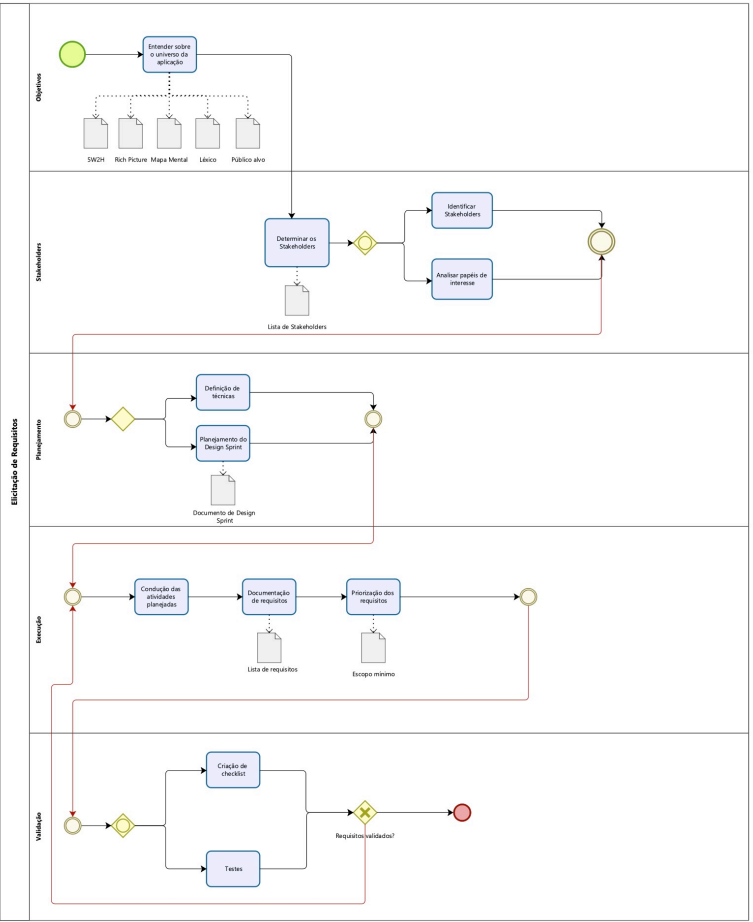 Elicitação de Requisitos
Objetivos
Entender sobre
o universo da
aplicação
5W2H
Rich Picture
Mapa Mental
Léxico
Público alvo
Stakeholders
Determinar os
Stakeholders
Lista de Stakeholders
Identificar
Stakeholders
Analisar papéis de
interesse
Planejamento
Definição de
técnicas
Planejamento do
Design Sprint
Documento de Design
Sprint
Execução
Condução das
atividades
planejadas
Documentação
de requisitos
Priorização dos
requisitos
Lista de requisitos
Escopo mínimo
Validação
Criação de
checklist
Testes
Requisitos validados?